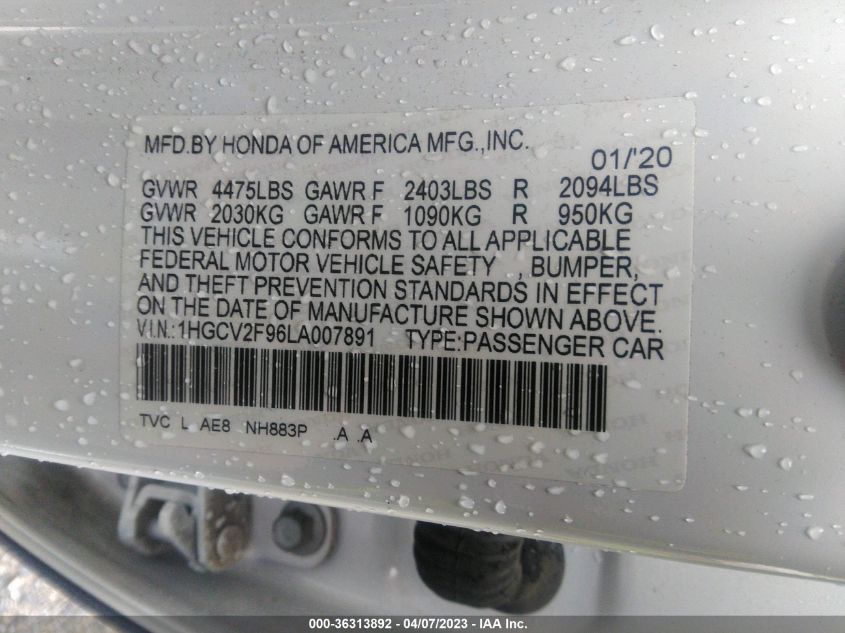 MFD.BY HONDA OF AMERICA MFG.,INC.
01/'20
GVWR 4475LBS GAWR F 2403LBS R 2094LBS
GVWR 2030KG GAWR F 1090KG R 950KG
THIS VEHICLE CONFORMS TO ALL APPLICABLE
FEDERAL MOTOR VEHICLE SAFETY , BUMPER,
AND THEFT PREVENTION STANDARDS IN EFFECT
ON THE DATE OF MANUFACTURE SHOWN ABOVE.
V.I.N.:1HGCV2F96LA007891 TYPE:PASSENGER CAR
TVC L AE8 NH883P .A .A
HONDA
000-36313892 - 04/07/2023 - IAA Inc.